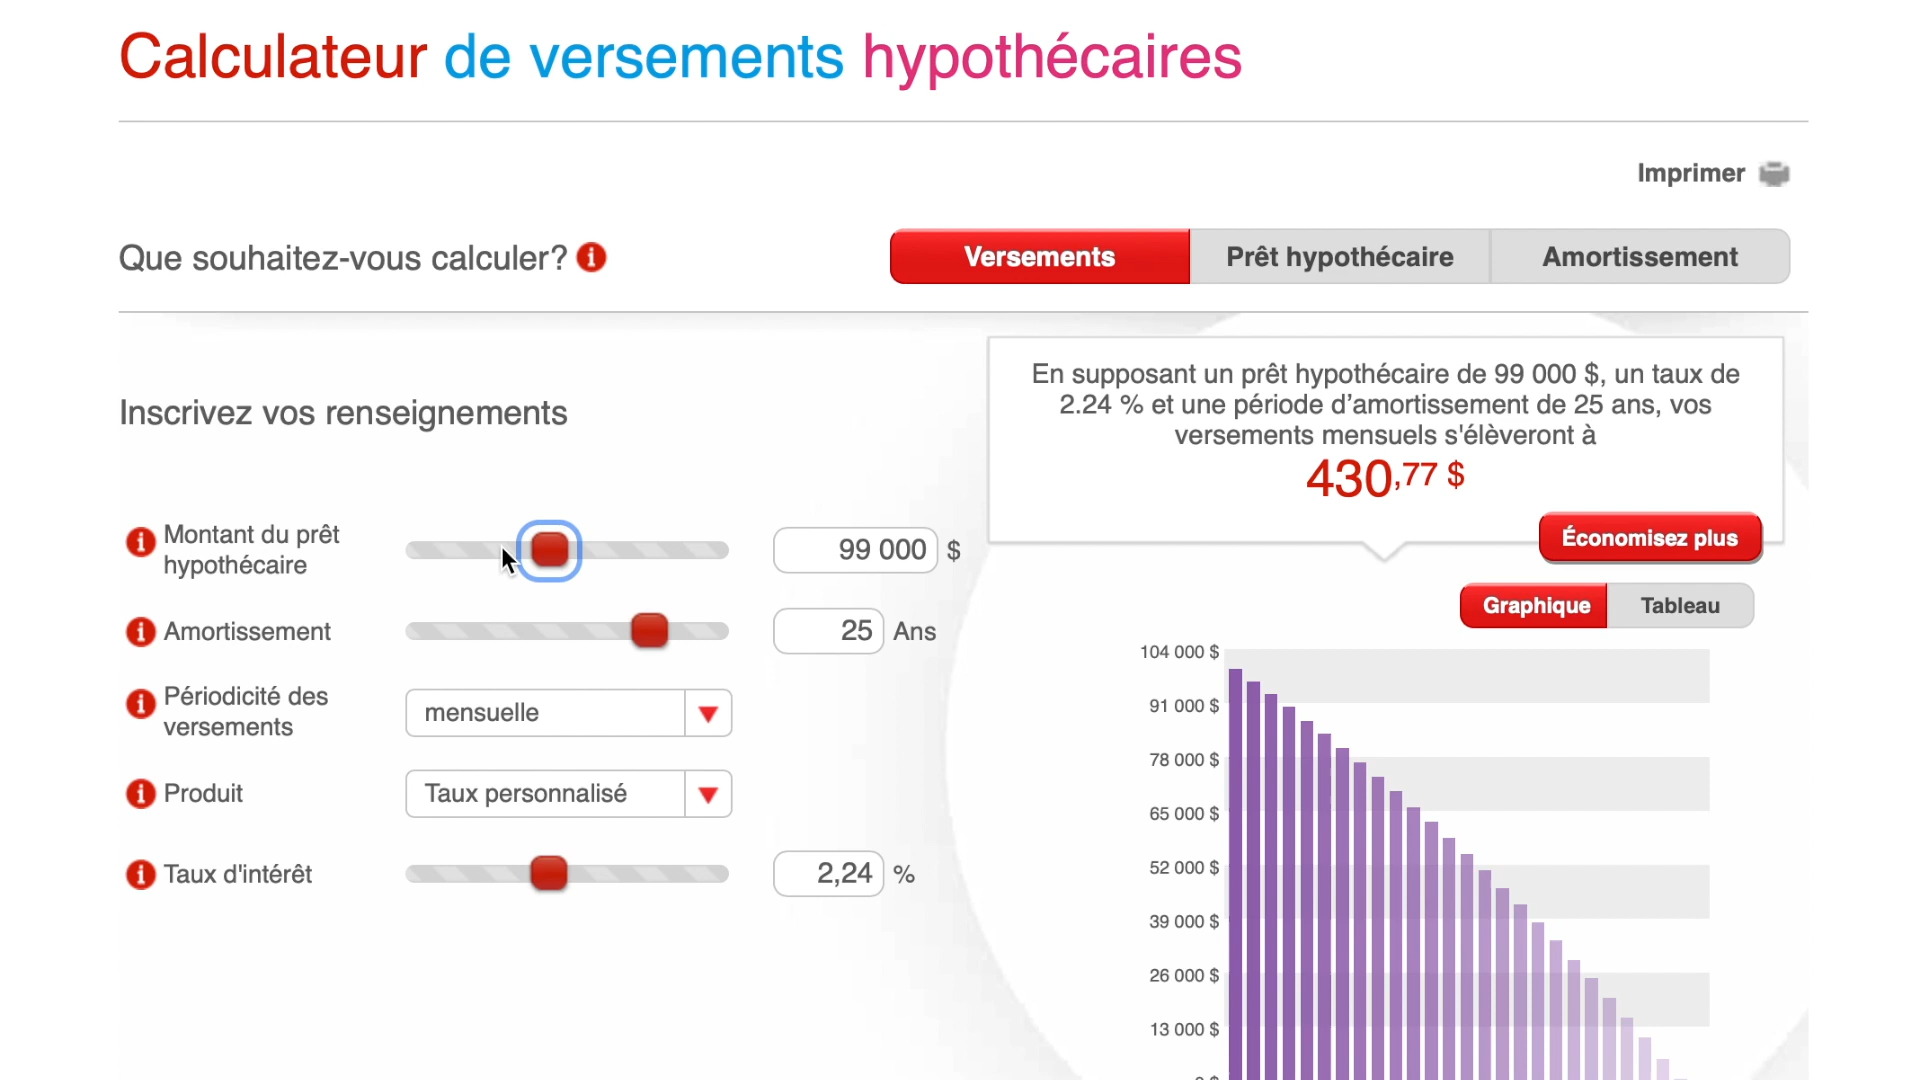 Calculateur de versements hypothécaires
Imprimer
Que souhaitez-vous calculer?
Versements
Prêt hypothécaire
Amortissement
Inscrivez vos renseignements
En supposant un prêt hypothécaire de 99 000 $, un taux de
2.24 % et une période d’amortissement de 25 ans, vos
versements mensuels s'élèveront à
430,77 $
Économisez plus
Montant du prêt
hypothécaire
99 000 $
Amortissement
25 Ans
Périodicité des
versements
mensuelle
Produit
Taux personnalisé
Taux d'intérêt
2,24 %
Graphique
Tableau
104 000 $
91 000 $
78 000 $
65 000 $
52 000 $
39 000 $
26 000 $
13 000 $